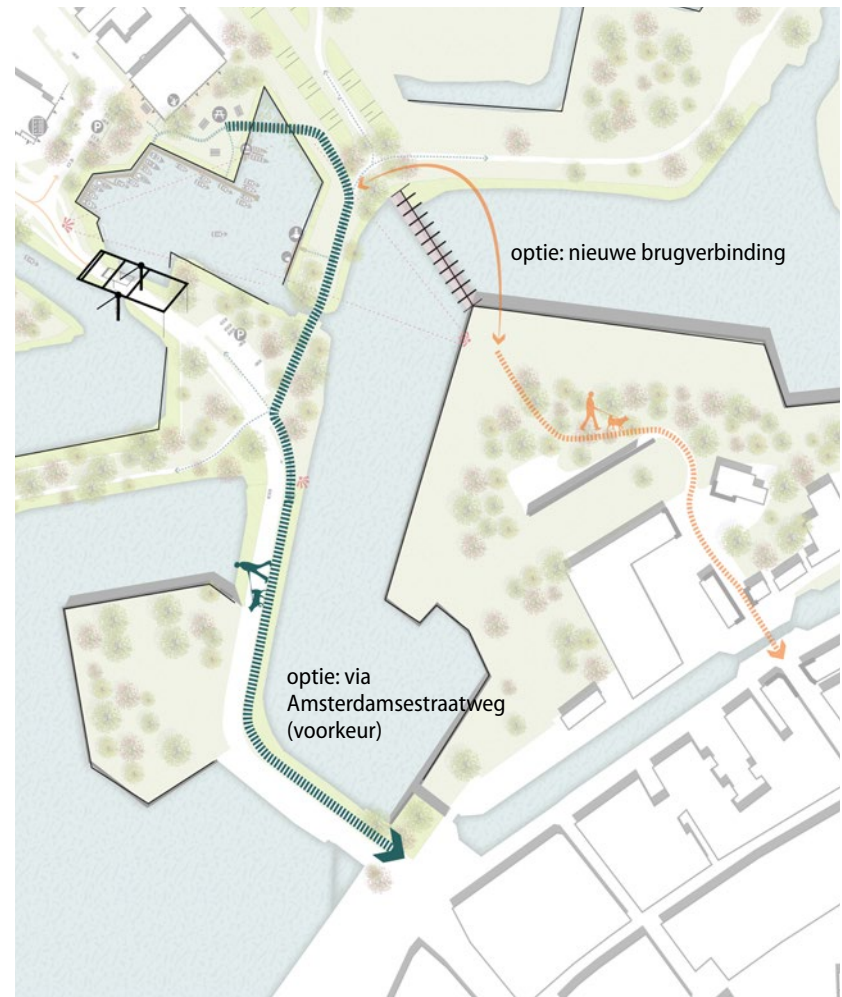 optie: nieuwe brugverbinding
optie: via
Amsterdamsestraatweg
(voorkeur)
P
P